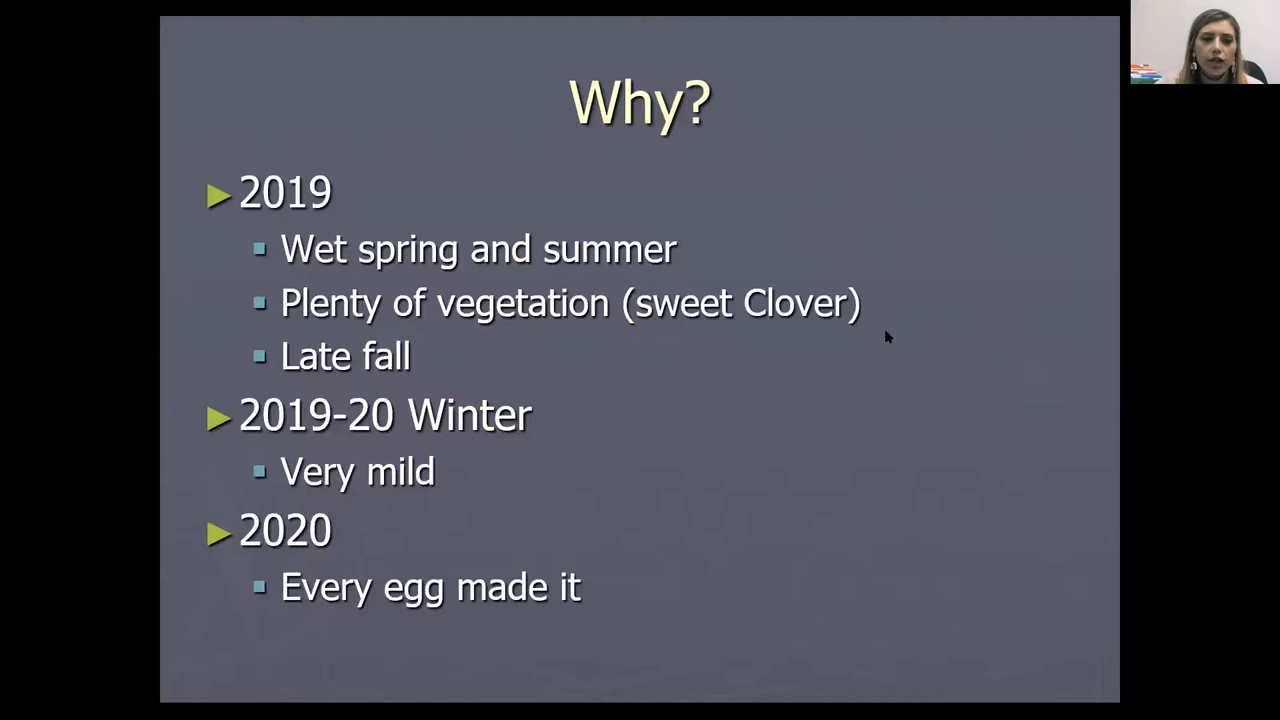 Why?
2019
Wet spring and summer
Plenty of vegetation (sweet Clover)
Late fall
2019-20 Winter
Very mild
2020
Every egg made it